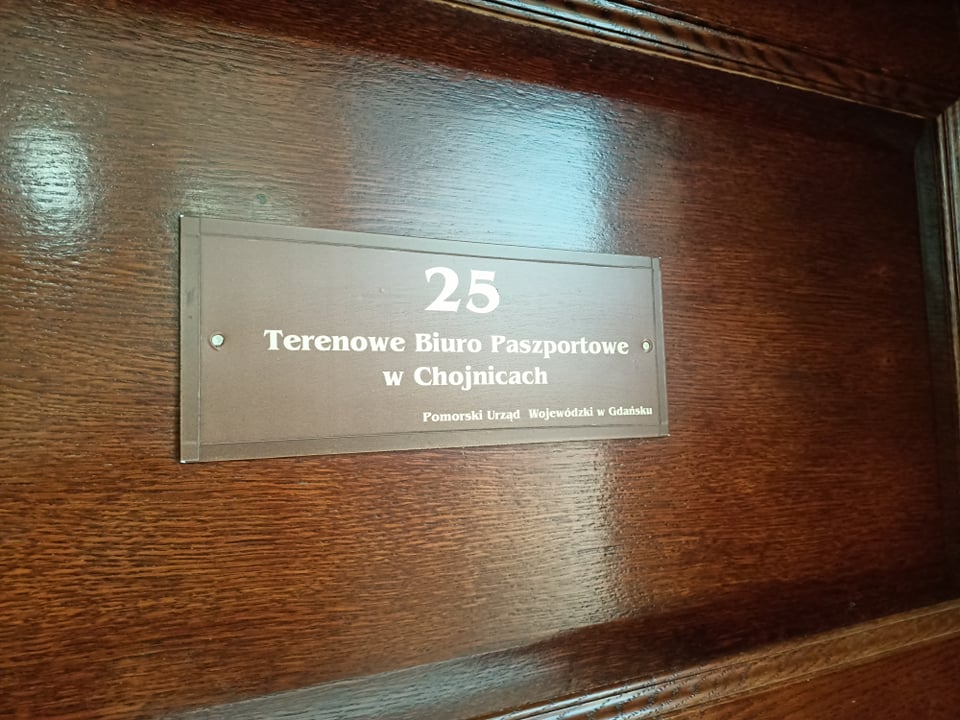 25
Terenowe Biuro Paszportowe
w Chojnicach
Pomorski Urząd Wojewódzki w Gdańsku